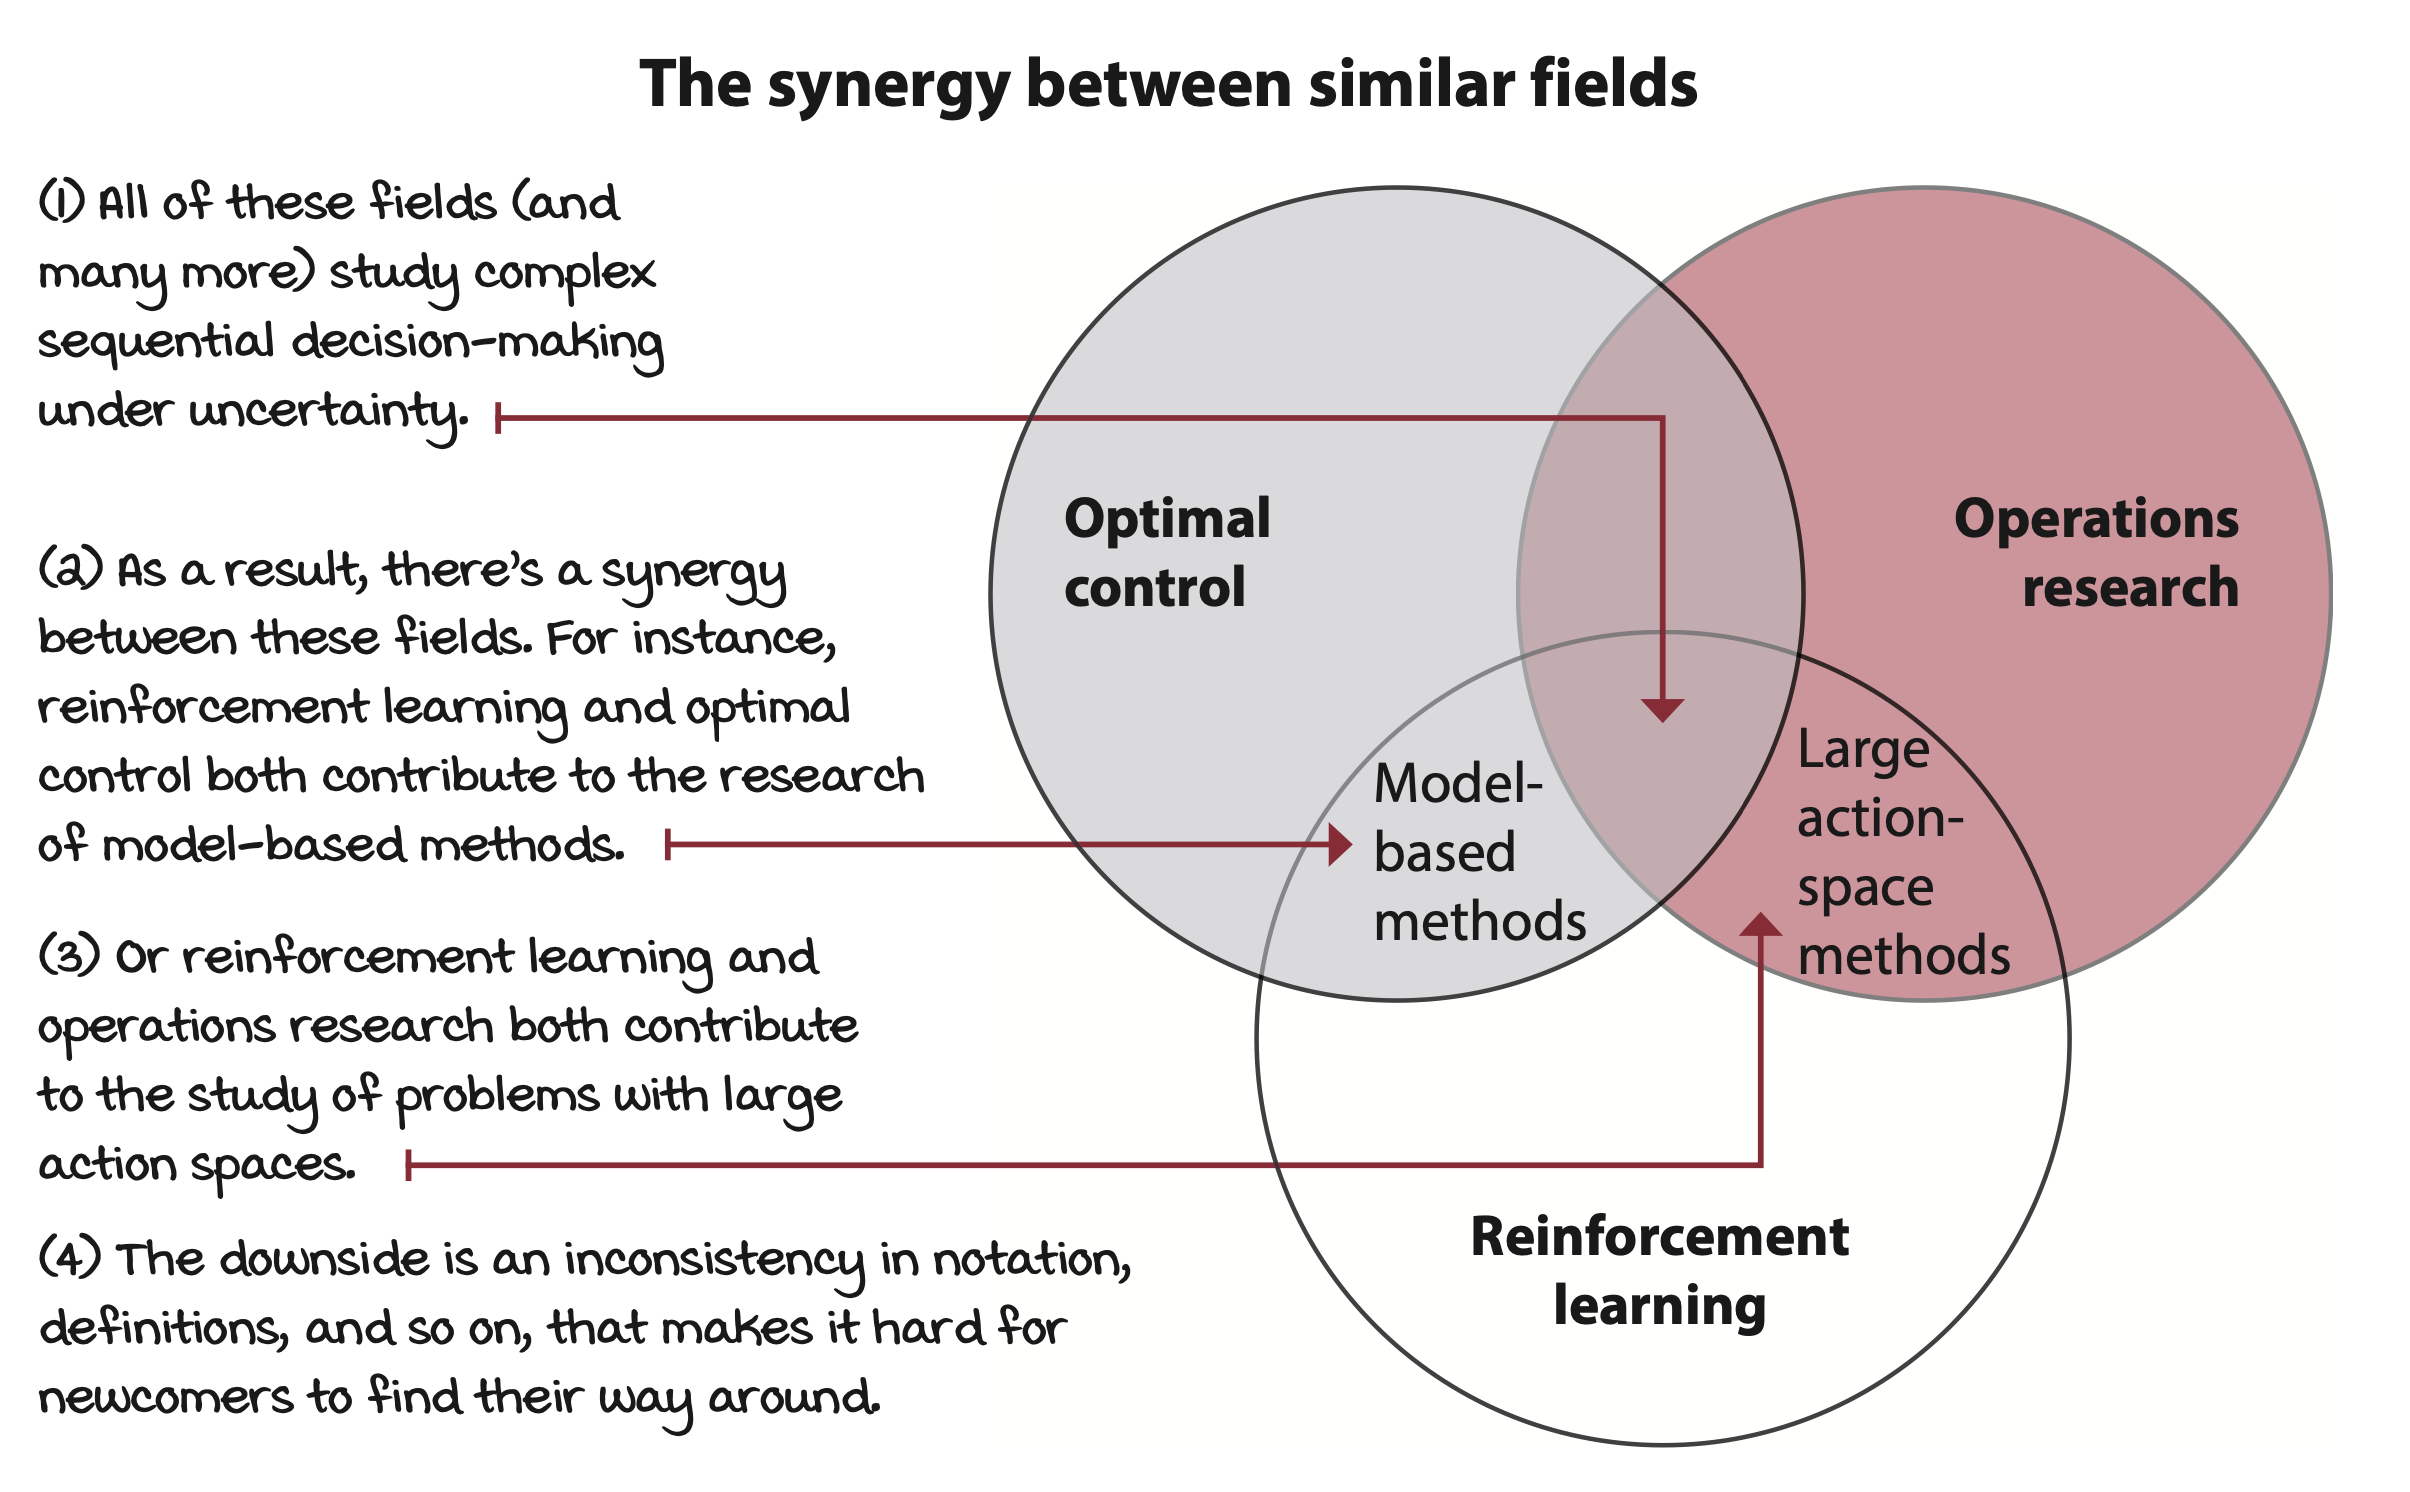 The synergy between similar fields
(1) All of these fields (and
many more) study complex
sequential decision-making
under uncertainty.
(2) As a result, there's a synergy
between these fields. For instance,
reinforcement learning and optimal
control both contribute to the research
of model-based methods.
(3) Or reinforcement learning and
operations research both contribute
to the study of problems with large
action spaces.
(4) The downside is an inconsistency in notation,
definitions, and so on, that makes it hard for
newcomers to find their way around.
Optimal
control
Operations
research
Model-
based
methods
Large
action-
space
methods
Reinforcement
learning